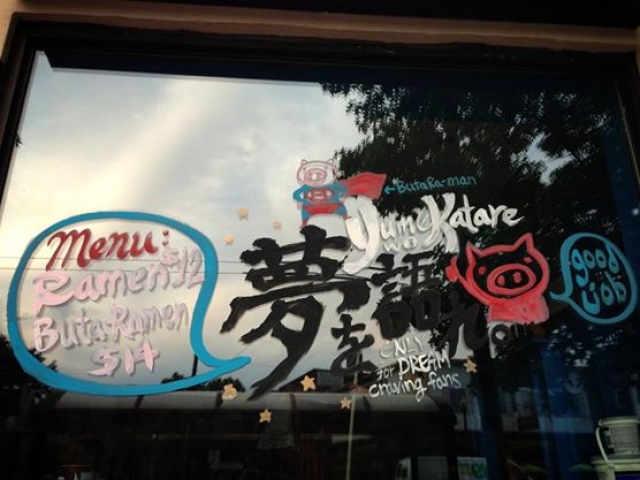 Menu:
Ramen $12
Buta-Ramen
$14
←ButaRa-man
Yume
wo Katare
夢を語れ。
ONLY
for DREAM
craving fans
good
job